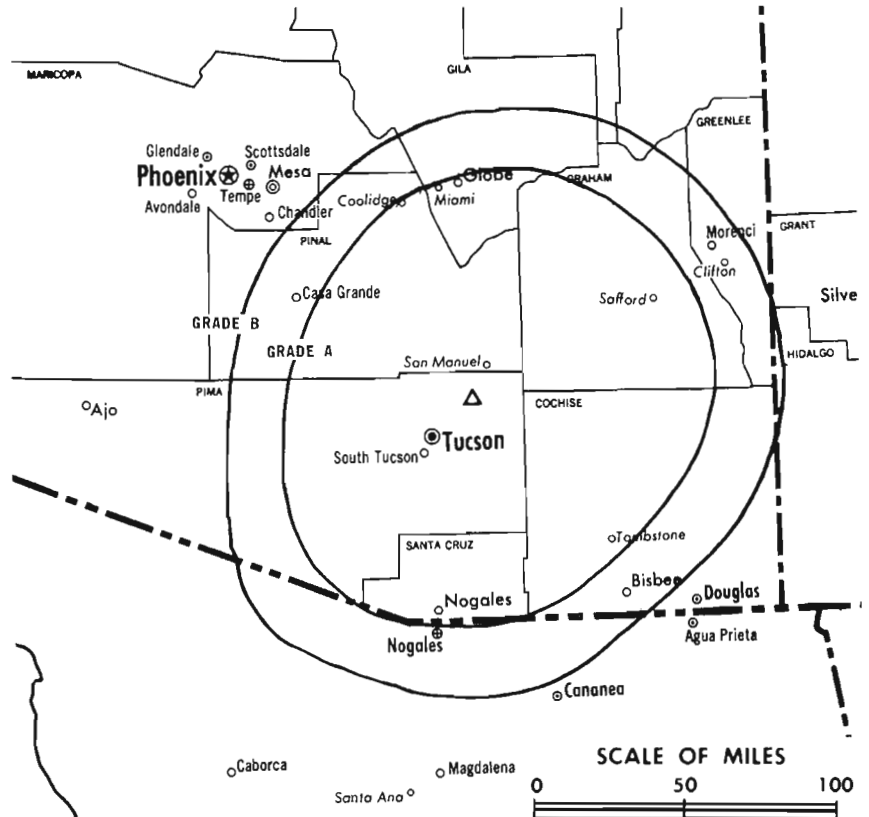 MARICOPA
GILA
GREENLEE
Glendale
Scottsdale
Phoenix
Mesa
Tempe
Avondale
Chandler
Coolidge
Miami
Globe
GRAHAM
PINAL
Morenci
GRANT
Clifton
Casa Grande
Safford
Silve
GRADE B
GRADE A
San Manuel
HIDALGO
PIMA
COCHISE
Ajo
Tucson
South Tucson
Tombstone
SANTA CRUZ
Bisbee
Douglas
Nogales
Nogales
Agua Prieta
Cananea
Caborca
Magdalena
Santa Ana
SCALE OF MILES
0 50 100